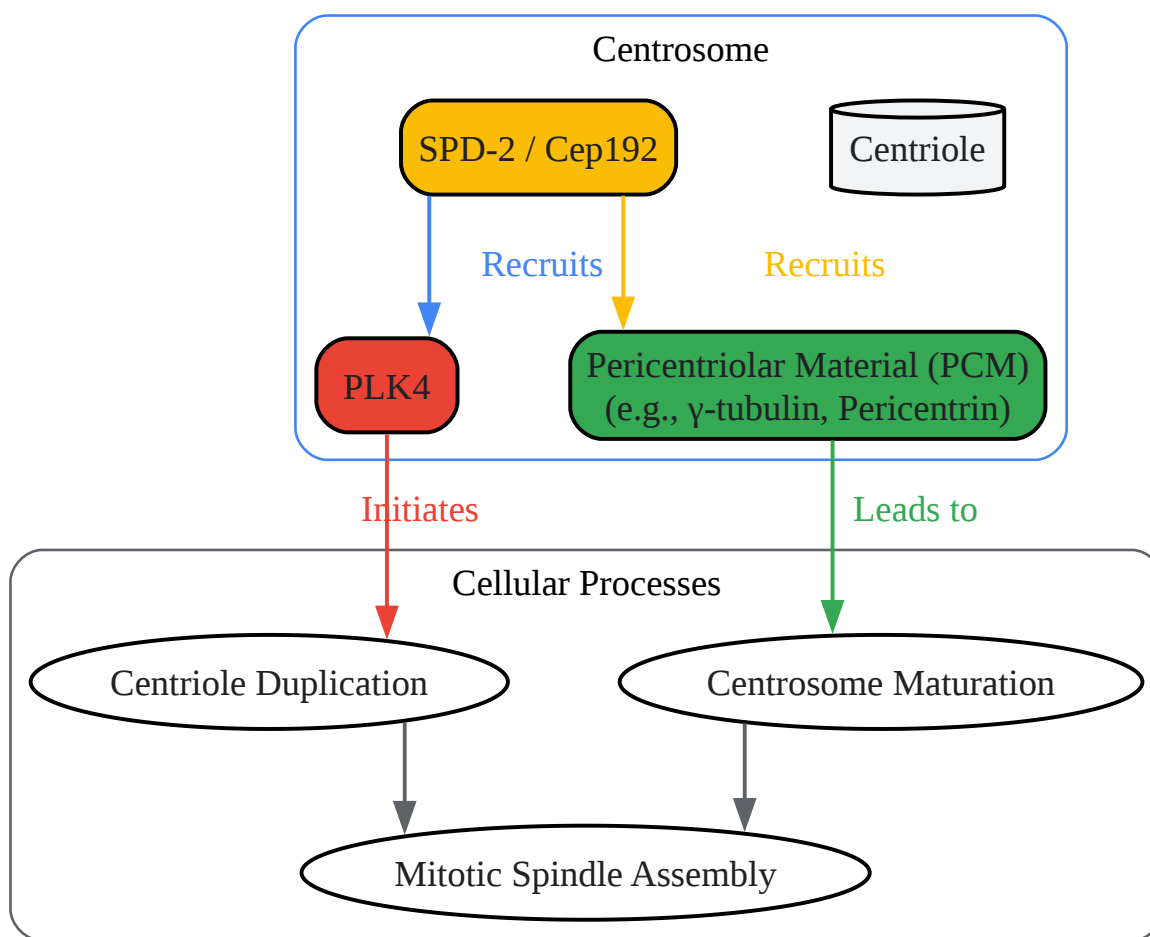 Centrosome
SPD-2 / Cep192
Centriole
Recruits
Recruits
PLK4
Pericentriolar Material (PCM)
(e.g., γ-tubulin, Pericentrin)
Initiates
Leads to
Cellular Processes
Centriole Duplication
Centrosome Maturation
Mitotic Spindle Assembly